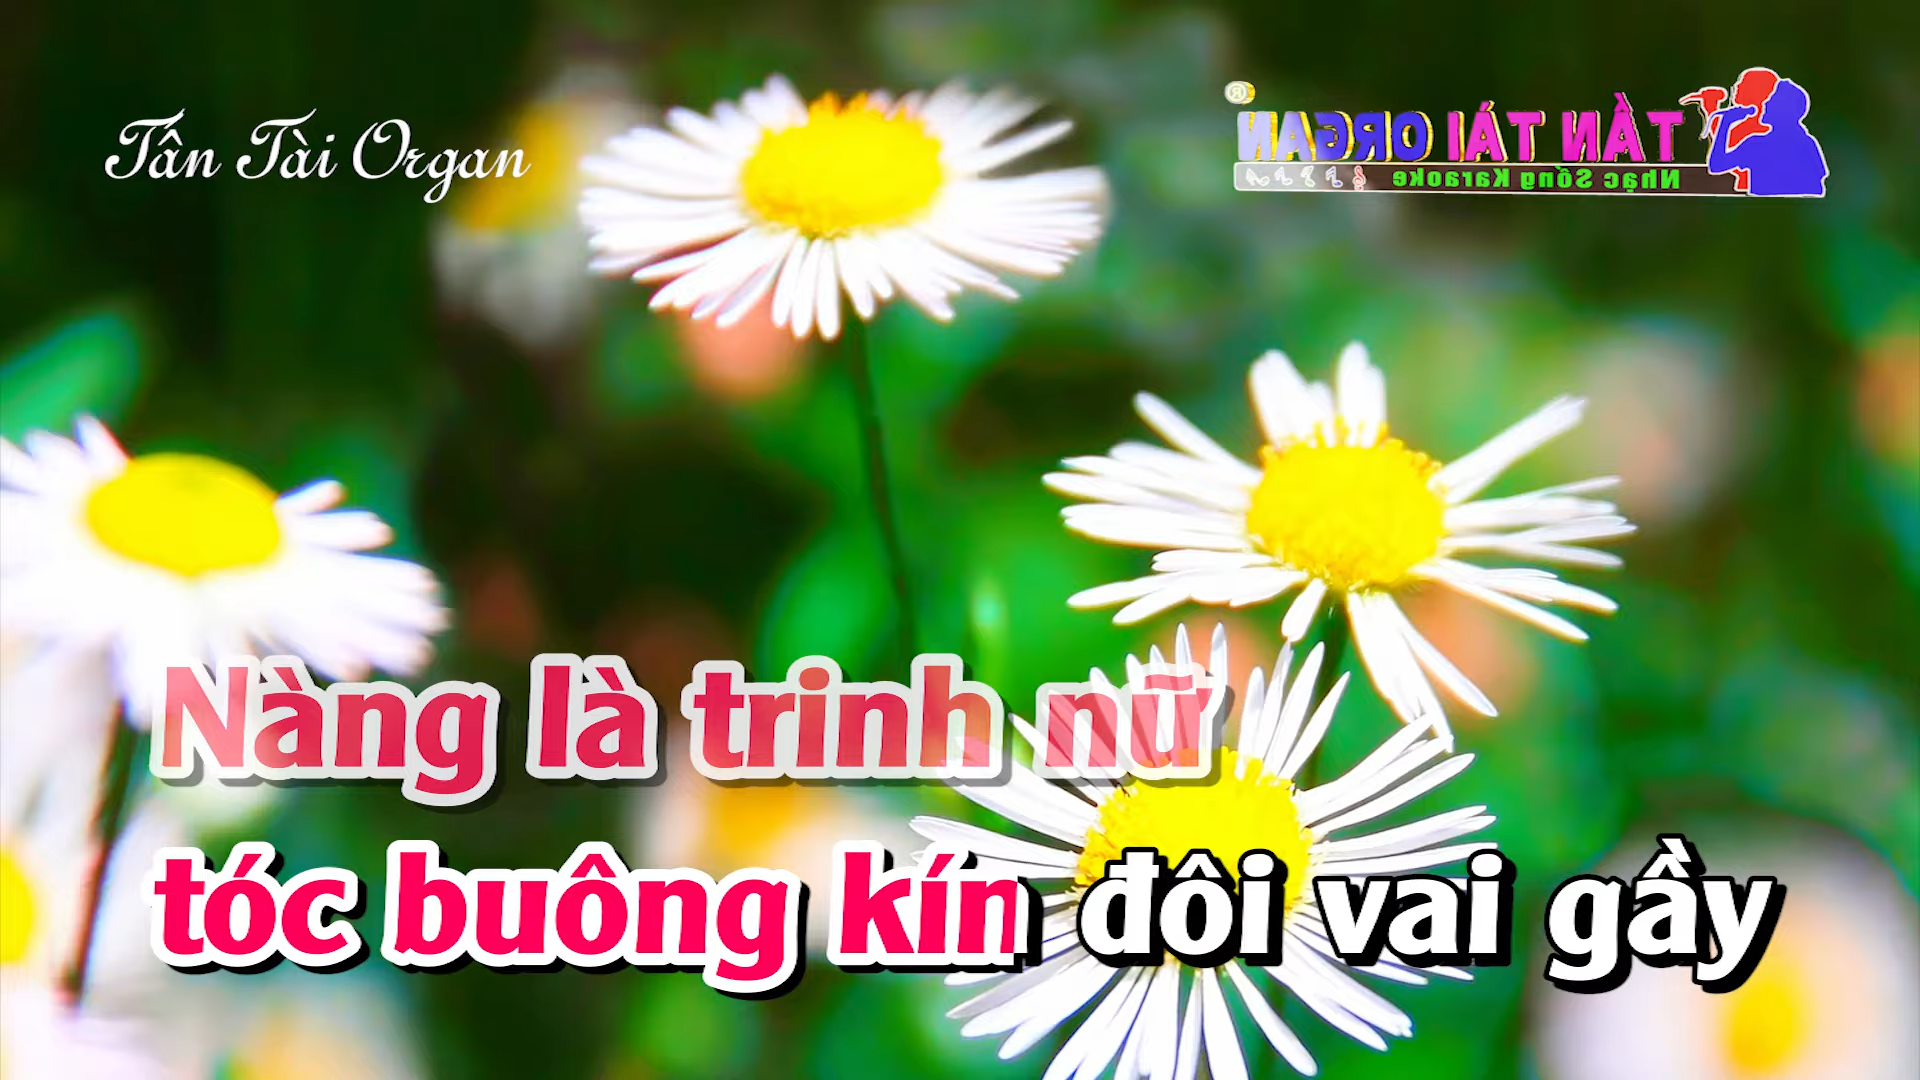 Tấn Tài Organ
®
TẤN TÀI ORGAN
Nhạc Sống Karaoke
Nàng là trinh nữ
tóc buông kín đôi vai gầy